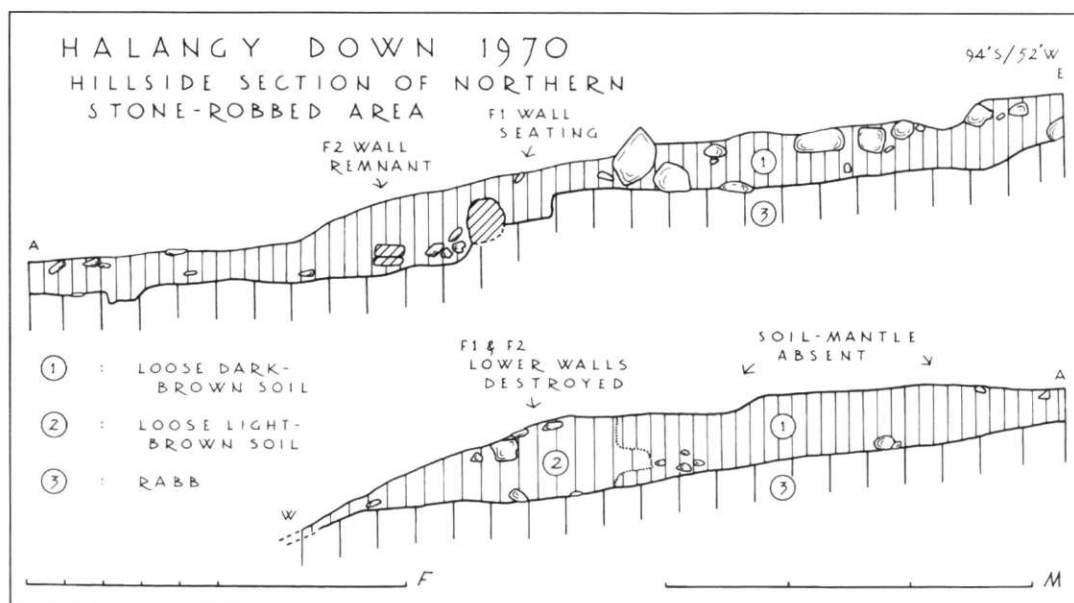 HALANGY DOWN 1970
HILLSIDE SECTION OF NORTHERN
STONE-ROBBED AREA
94'S/52'W
E
F1 WALL
SEATING
F2 WALL
REMNANT
A
1
3
1 : LOOSE DARK-
BROWN SOIL
2 : LOOSE LIGHT-
BROWN SOIL
3 : RABB
F1 & F2
LOWER WALLS
DESTROYED
SOIL-MANTLE
ABSENT
A
1
2
3
W
F
M